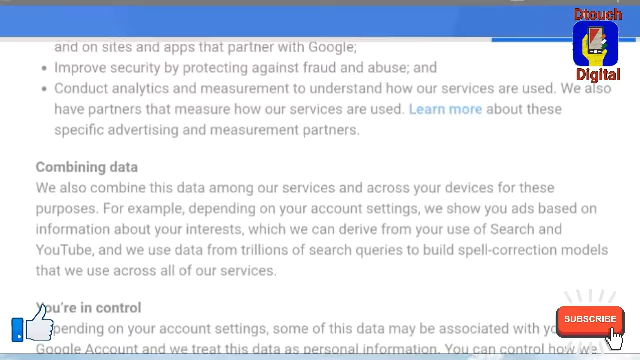 Dtouch
Digital
and on sites and apps that partner with Google;
• Improve security by protecting against fraud and abuse; and
• Conduct analytics and measurement to understand how our services are used. We also
have partners that measure how our services are used. Learn more about these
specific advertising and measurement partners.
Combining data
We also combine this data among our services and across your devices for these
purposes. For example, depending on your account settings, we show you ads based on
information about your interests, which we can derive from your use of Search and
YouTube, and we use data from trillions of search queries to build spell-correction models
that we use across all of our services.
You're in control
depending on your account settings, some of this data may be associated with
Google Account and we treat this data as personal information. You can control how we
SUBSCRIBE